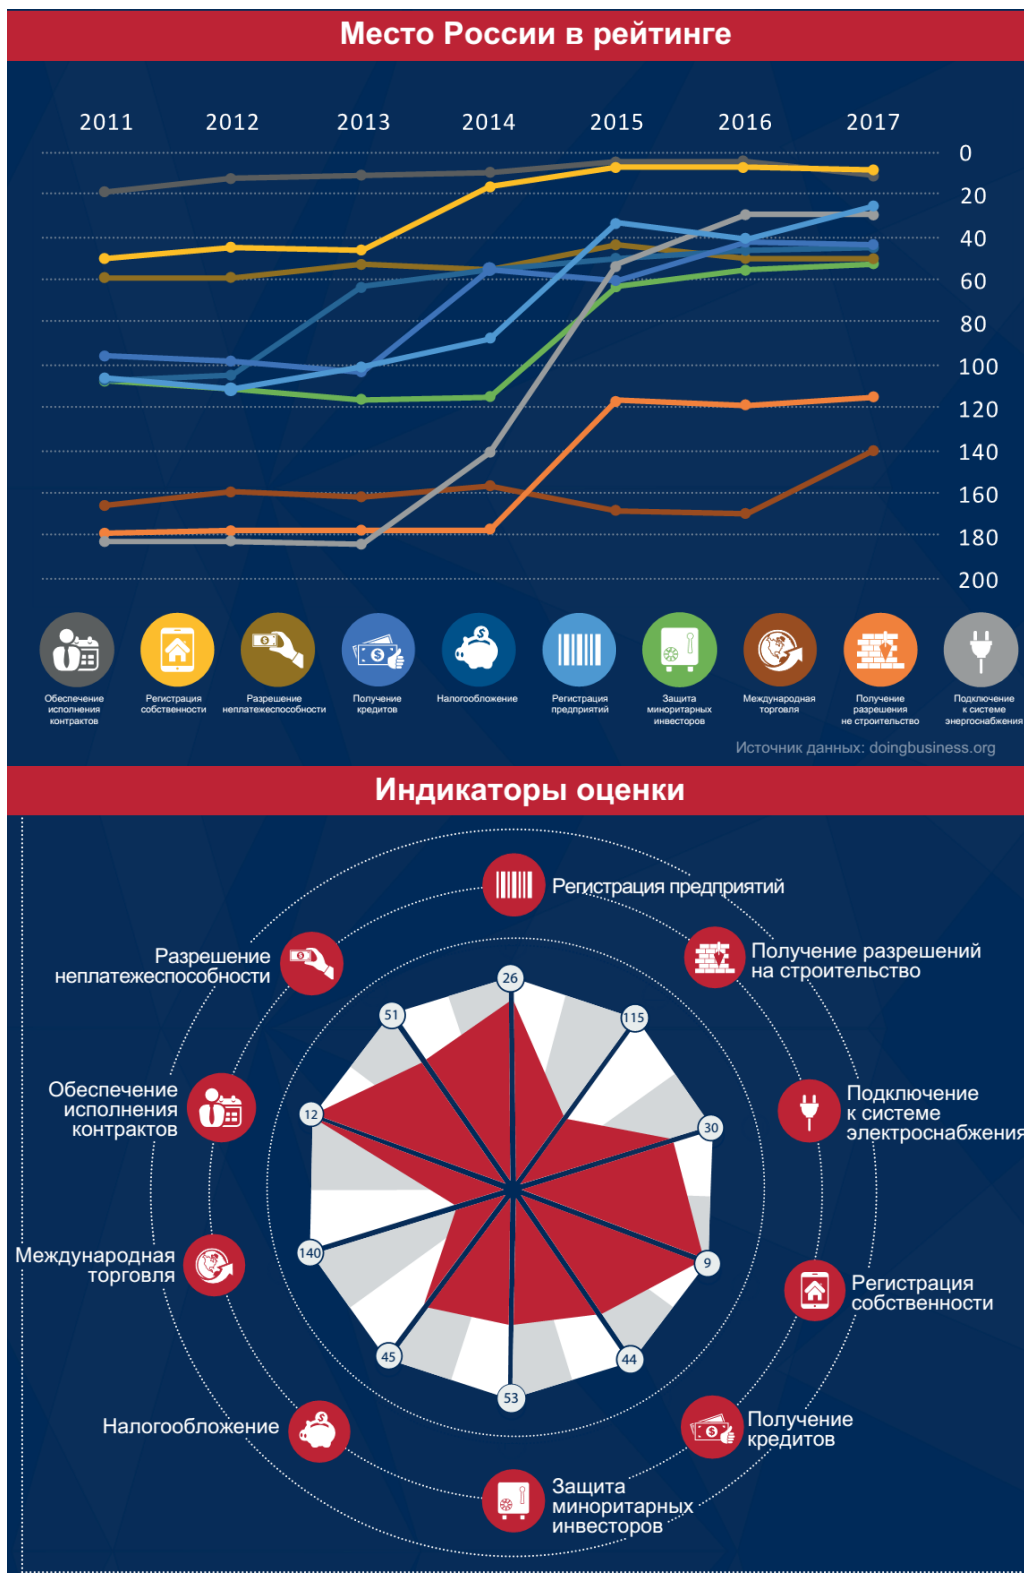 Место России в рейтинге
2011 2012 2013 2014 2015 2016 2017
0
20
40
60
80
100
120
140
160
180
200
Обеспечение
исполнения
контрактов
Регистрация
собственности
Разрешение
неплатежеспособности
Получение
кредитов
Налогообложение
Регистрация
предприятий
Защита
миноритарных
инвесторов
Международная
торговля
Получение
разрешения
не строительство
Подключение
к системе
энергоснабжения
Источник данных: doingbusiness.org
Индикаторы оценки
Регистрация предприятий
Разрешение
неплатежеспособности
Получение разрешений
на строительство
26
51
115
Обеспечение
исполнения
контрактов
12
30
Подключение
к системе
электроснабжения
Международная
торговля
140
9
Регистрация
собственности
45
44
53
Налогообложение
Получение
кредитов
Защита
миноритарных
инвесторов